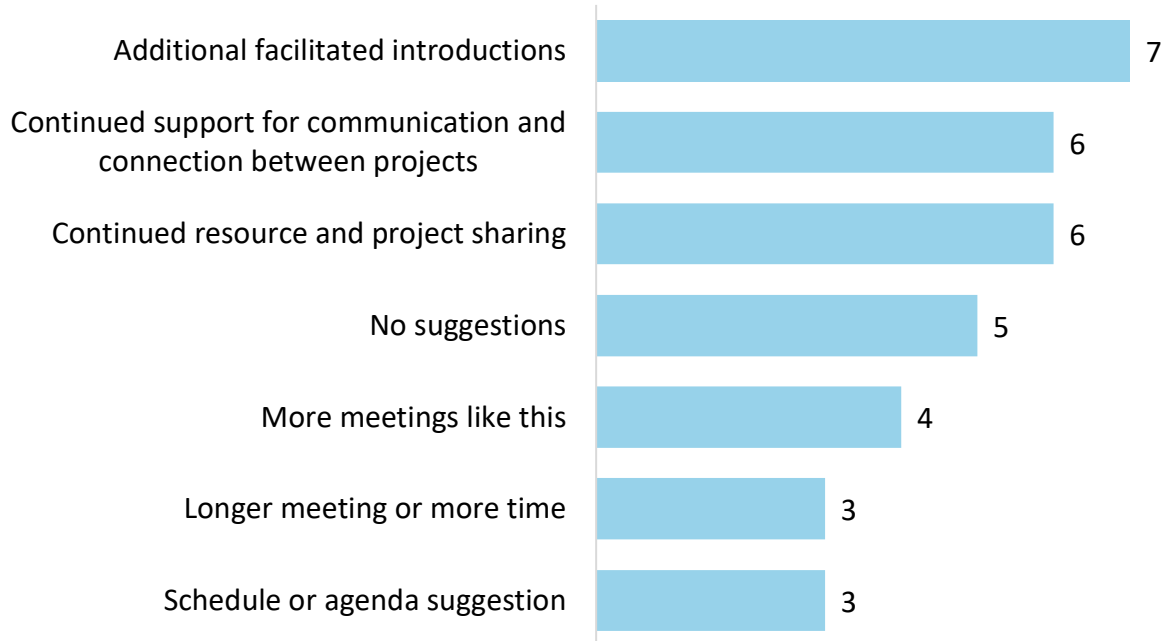 Additional facilitated introductions 7
Continued support for communication and
connection between projects 6
Continued resource and project sharing 6
No suggestions 5
More meetings like this 4
Longer meeting or more time 3
Schedule or agenda suggestion 3